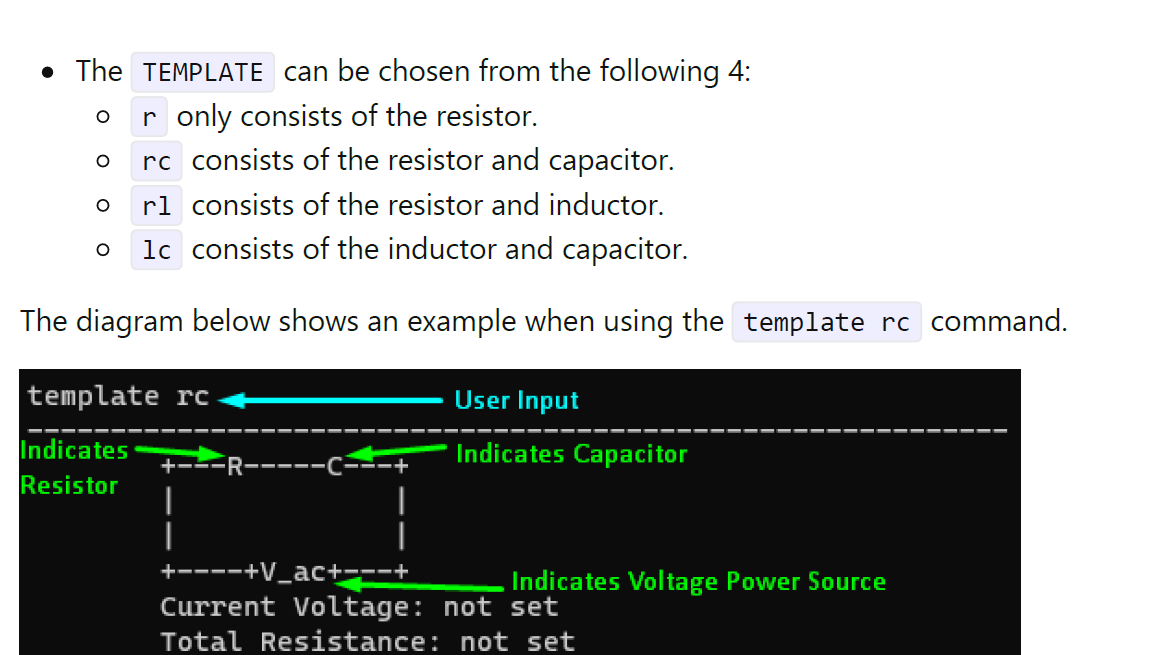 The TEMPLATE can be chosen from the following 4:
r only consists of the resistor.
rc consists of the resistor and capacitor.
rl consists of the resistor and inductor.
lc consists of the inductor and capacitor.
The diagram below shows an example when using the template rc command.
template rc User Input
------------------------------------------------------------
Indicates Resistor
+---R-----C---+
Indicates Capacitor
| |
| |
+----+V_ac+---+
Indicates Voltage Power Source
Current Voltage: not set
Total Resistance: not set